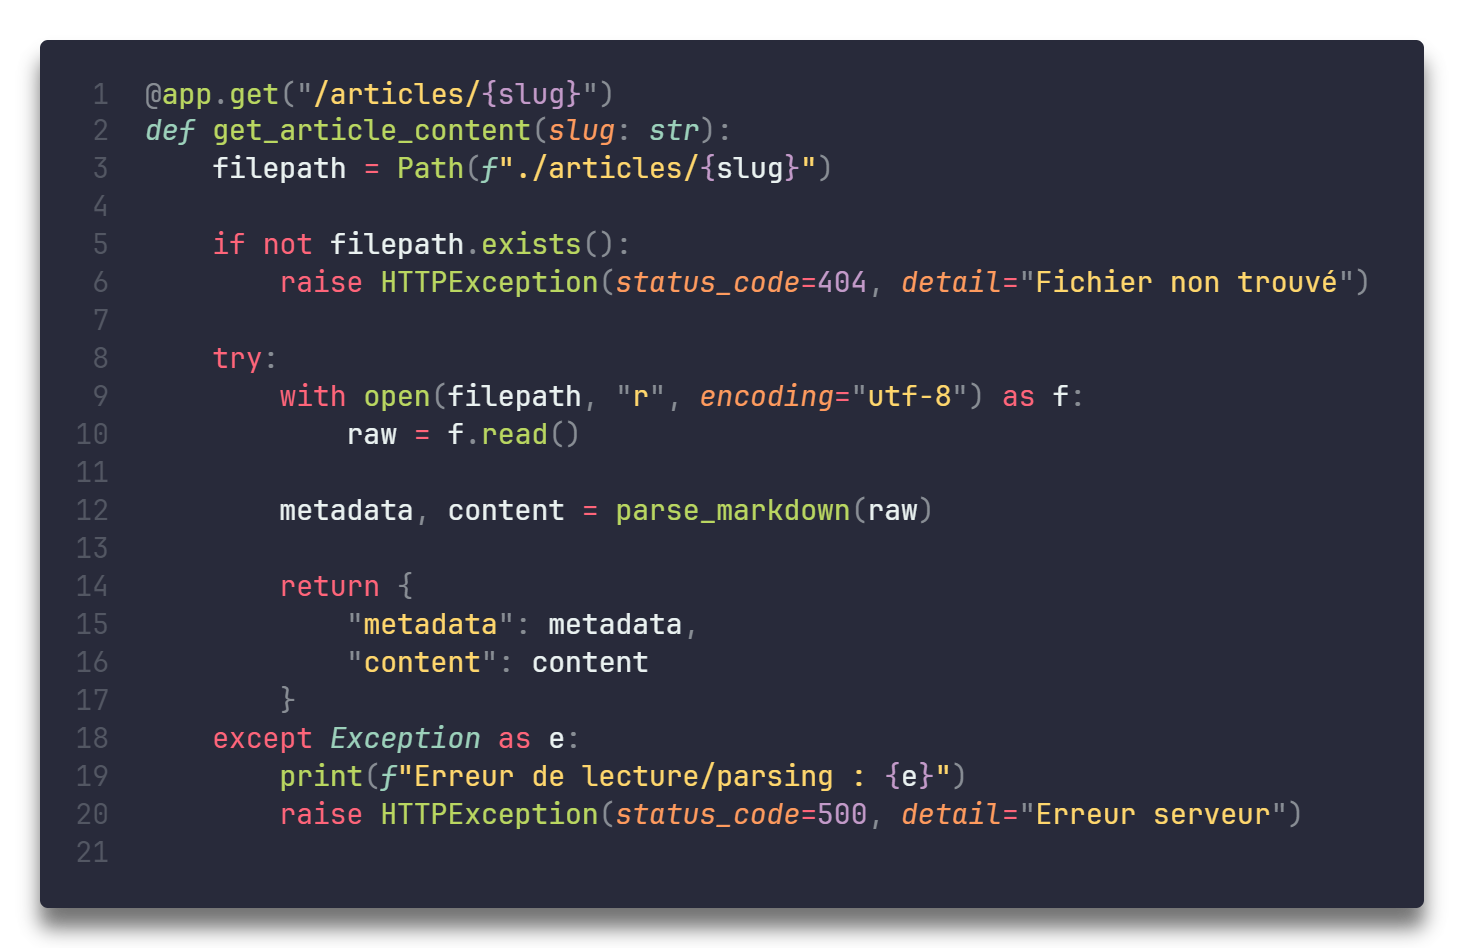 1 @app.get("/articles/{slug}")
2 def get_article_content(slug: str):
3     filepath = Path(f"./articles/{slug}")
4
5     if not filepath.exists():
6         raise HTTPException(status_code=404, detail="Fichier non trouvé")
7
8     try:
9         with open(filepath, "r", encoding="utf-8") as f:
10             raw = f.read()
11
12         metadata, content = parse_markdown(raw)
13
14         return {
15             "metadata": metadata,
16             "content": content
17         }
18     except Exception as e:
19         print(f"Erreur de lecture/parsing : {e}")
20         raise HTTPException(status_code=500, detail="Erreur serveur")
21